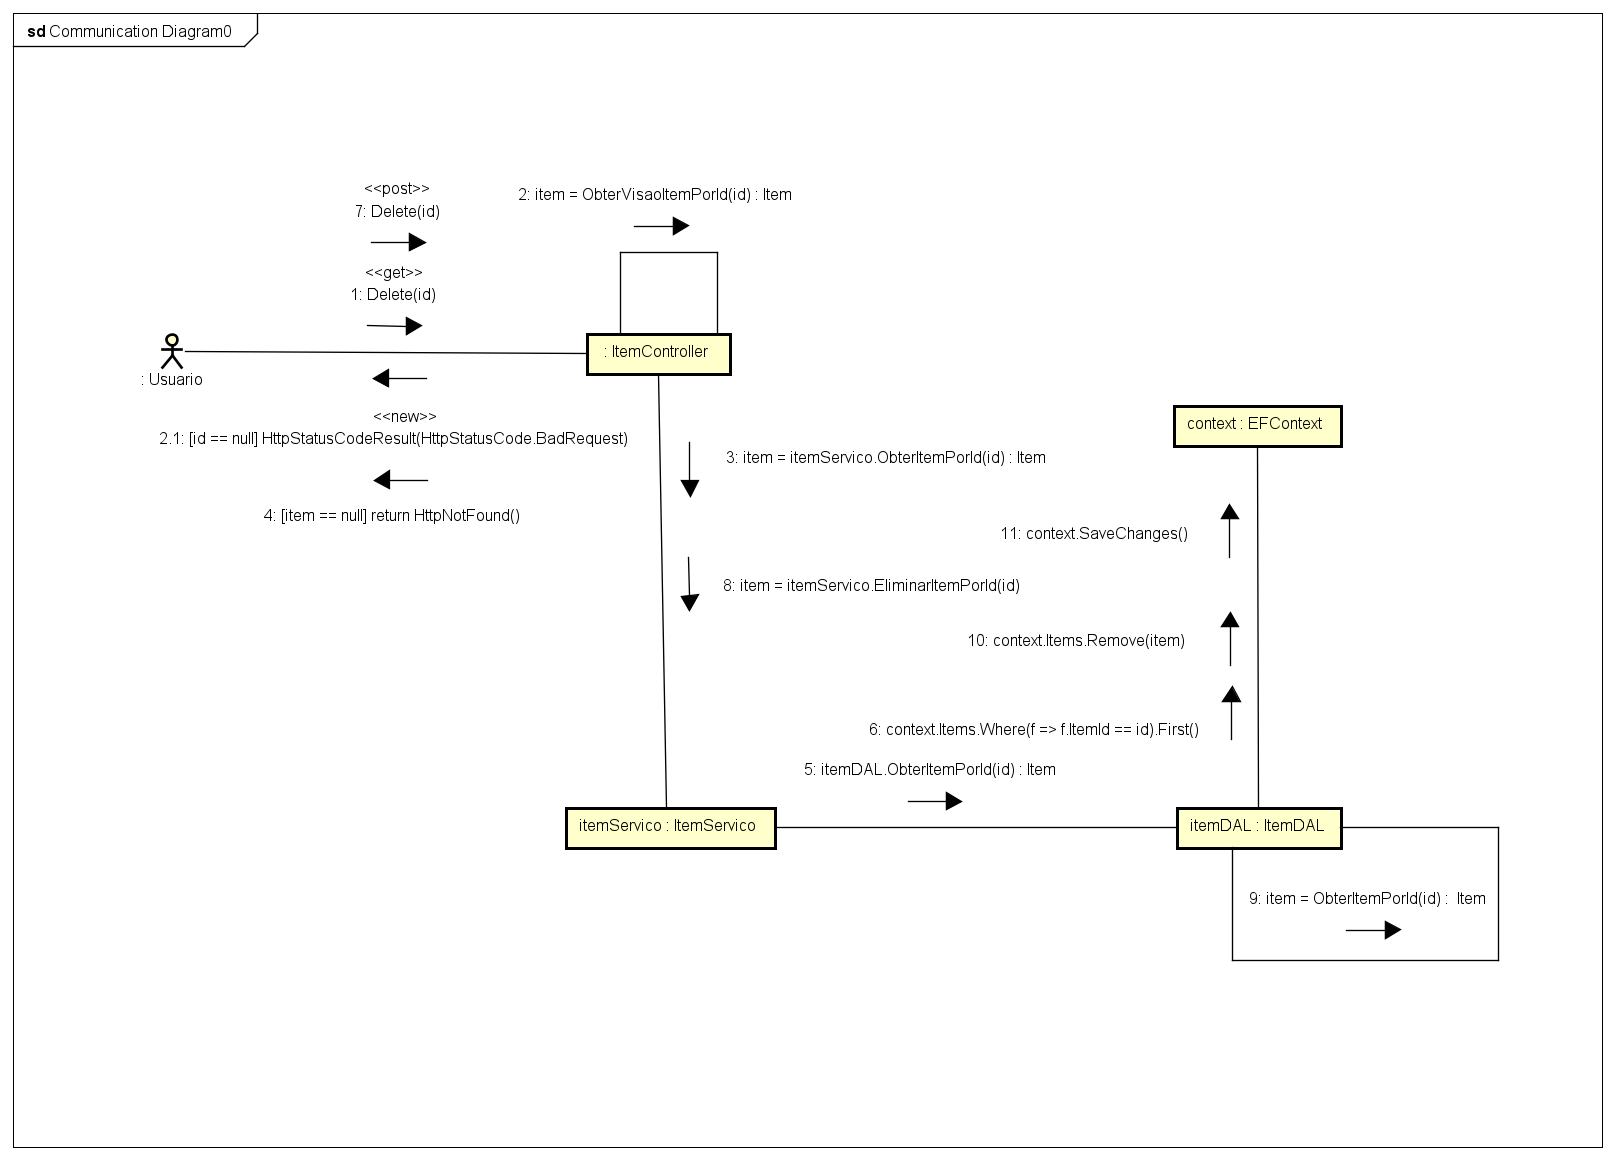 sd Communication Diagram0
<<post>>
7: Delete(id)
2: item = ObterVisaoItemPorId(id) : Item
<<get>>
1: Delete(id)
: Usuario
: ItemController
<<new>>
2.1: [id == null] HttpStatusCodeResult(HttpStatusCode.BadRequest)
4: [item == null] return HttpNotFound()
3: item = itemServico.ObterItemPorId(id) : Item
context : EFContext
11: context.SaveChanges()
8: item = itemServico.EliminarItemPorId(id)
10: context.Items.Remove(item)
6: context.Items.Where(f => f.ItemId == id).First()
5: itemDAL.ObterItemPorId(id) : Item
itemServico : ItemServico
itemDAL : ItemDAL
9: item = ObterItemPorId(id) :  Item